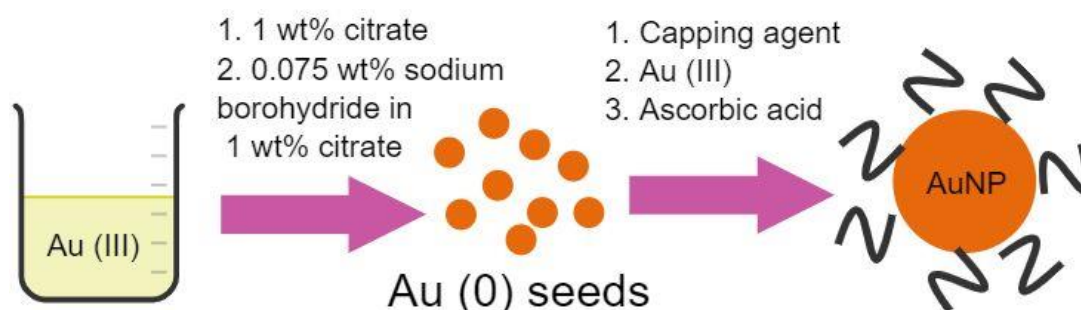 1. 1 wt% citrate
2. 0.075 wt% sodium
borohydride in
1 wt% citrate
1. Capping agent
2. Au (III)
3. Ascorbic acid
Au (III)
Au (0) seeds
AuNP